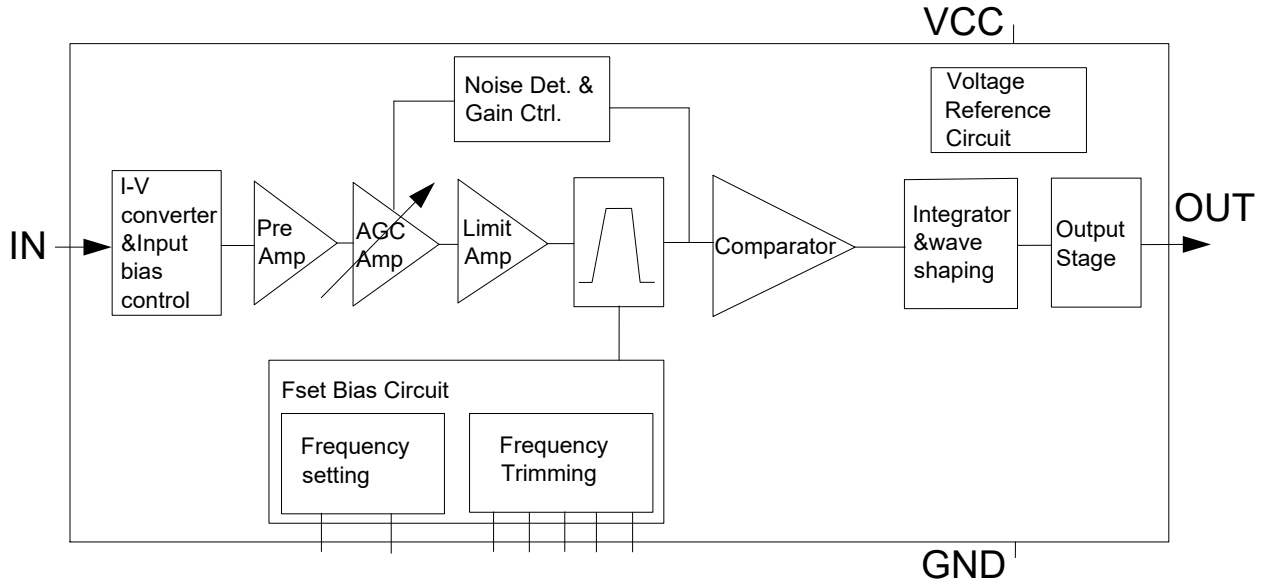 VCC
Noise Det. &
Gain Ctrl.
Voltage
Reference
Circuit
IN
I-V
converter
&Input
bias
control
Pre
Amp
AGC
Amp
Limit
Amp
Comparator
Integrator
&wave
shaping
Output
Stage
OUT
Fset Bias Circuit
Frequency
setting
Frequency
Trimming
GND